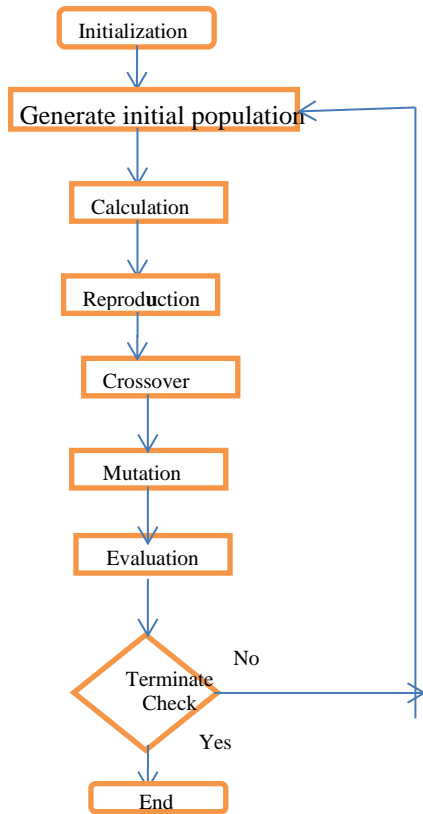 Initialization
Generate initial population
Calculation
Reproduction
Crossover
Mutation
Evaluation
Terminate
Check
No
Yes
End